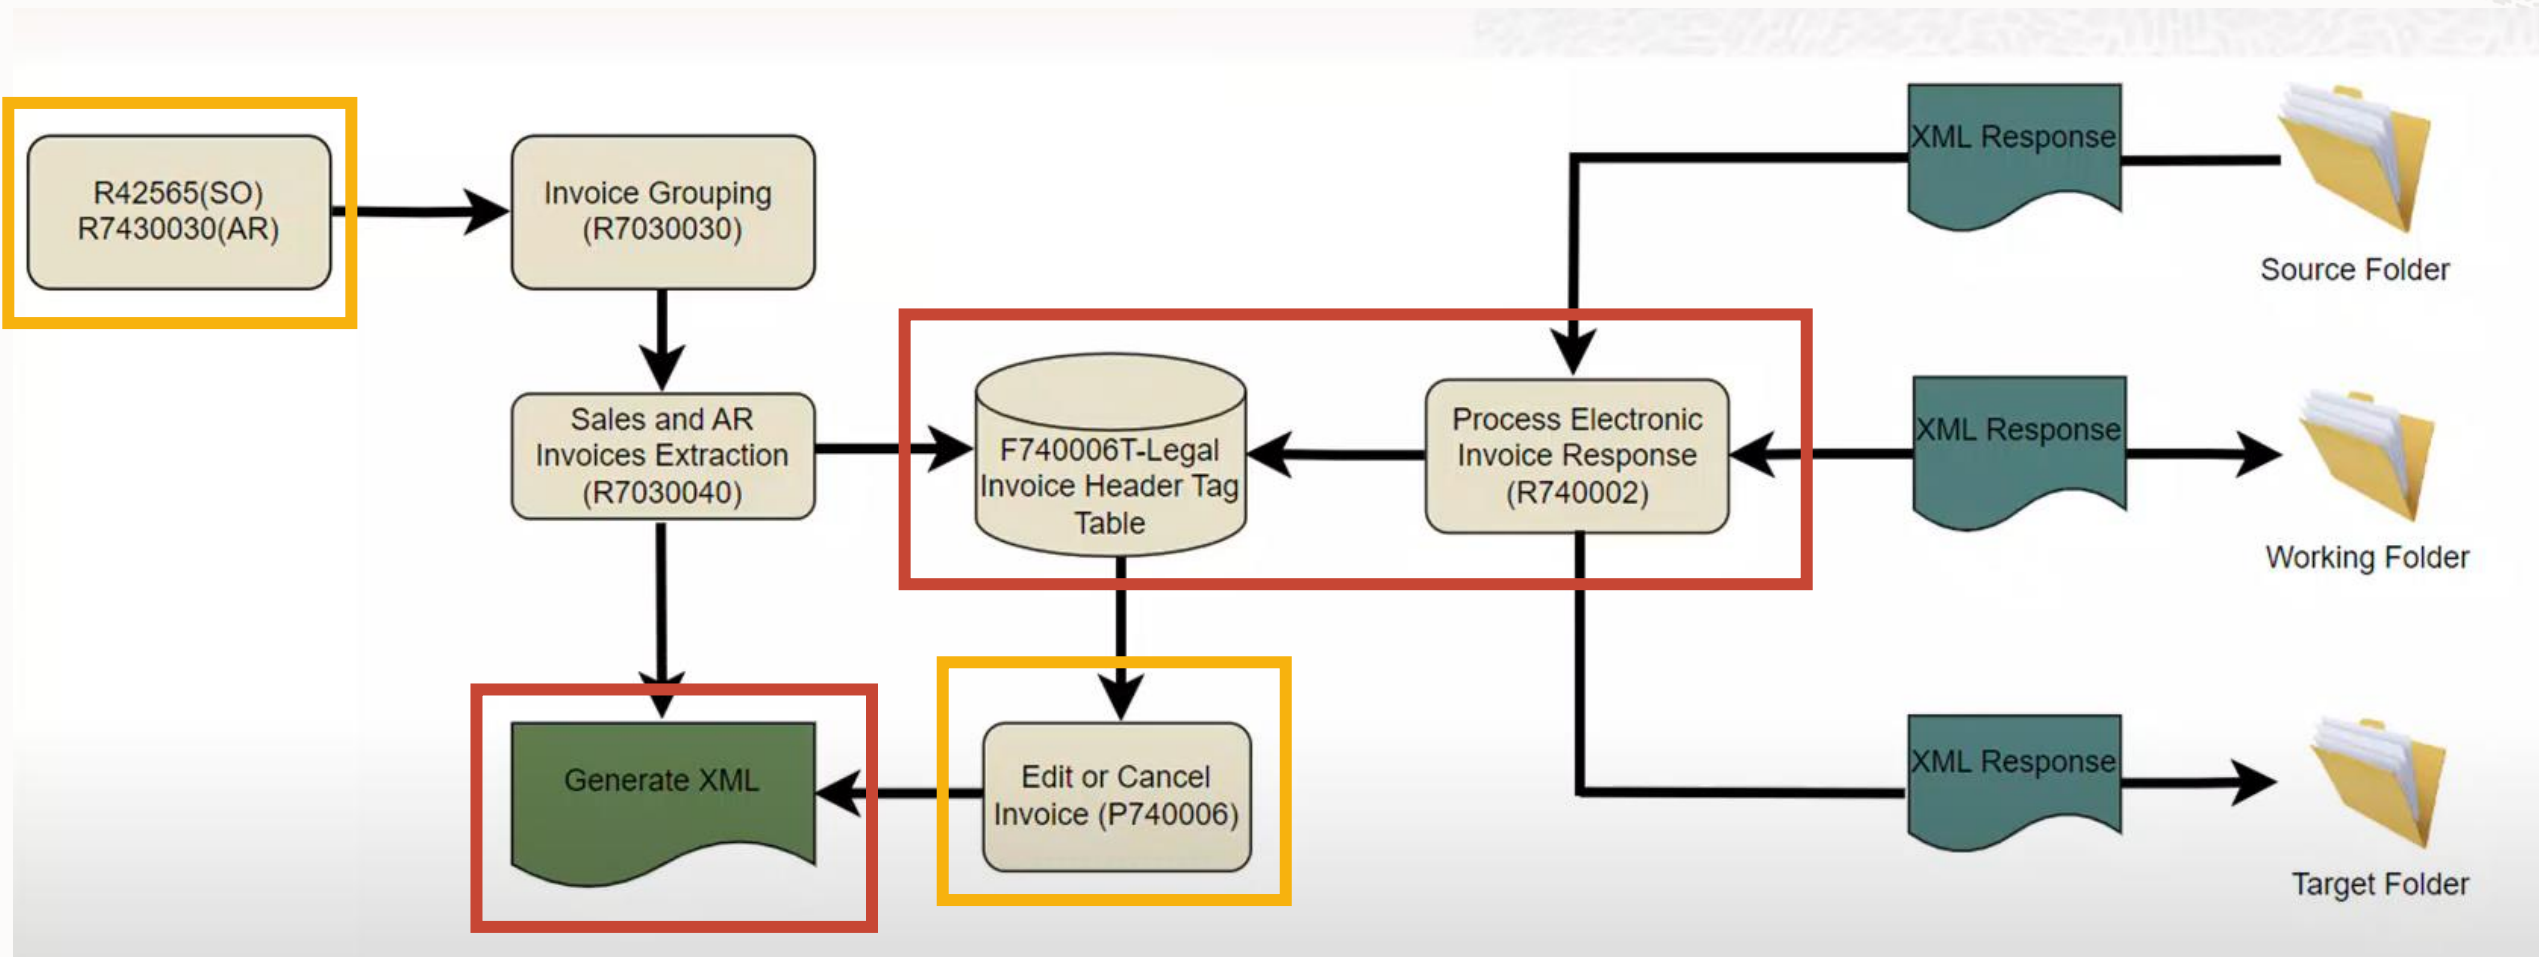 R42565(SO)
R7430030(AR)
Invoice Grouping
(R7030030)
XML Response
Source Folder
Sales and AR
Invoices Extraction
(R7030040)
F740006T-Legal
Invoice Header Tag
Table
Process Electronic
Invoice Response
(R740002)
XML Response
Working Folder
Generate XML
Edit or Cancel
Invoice (P740006)
XML Response
Target Folder